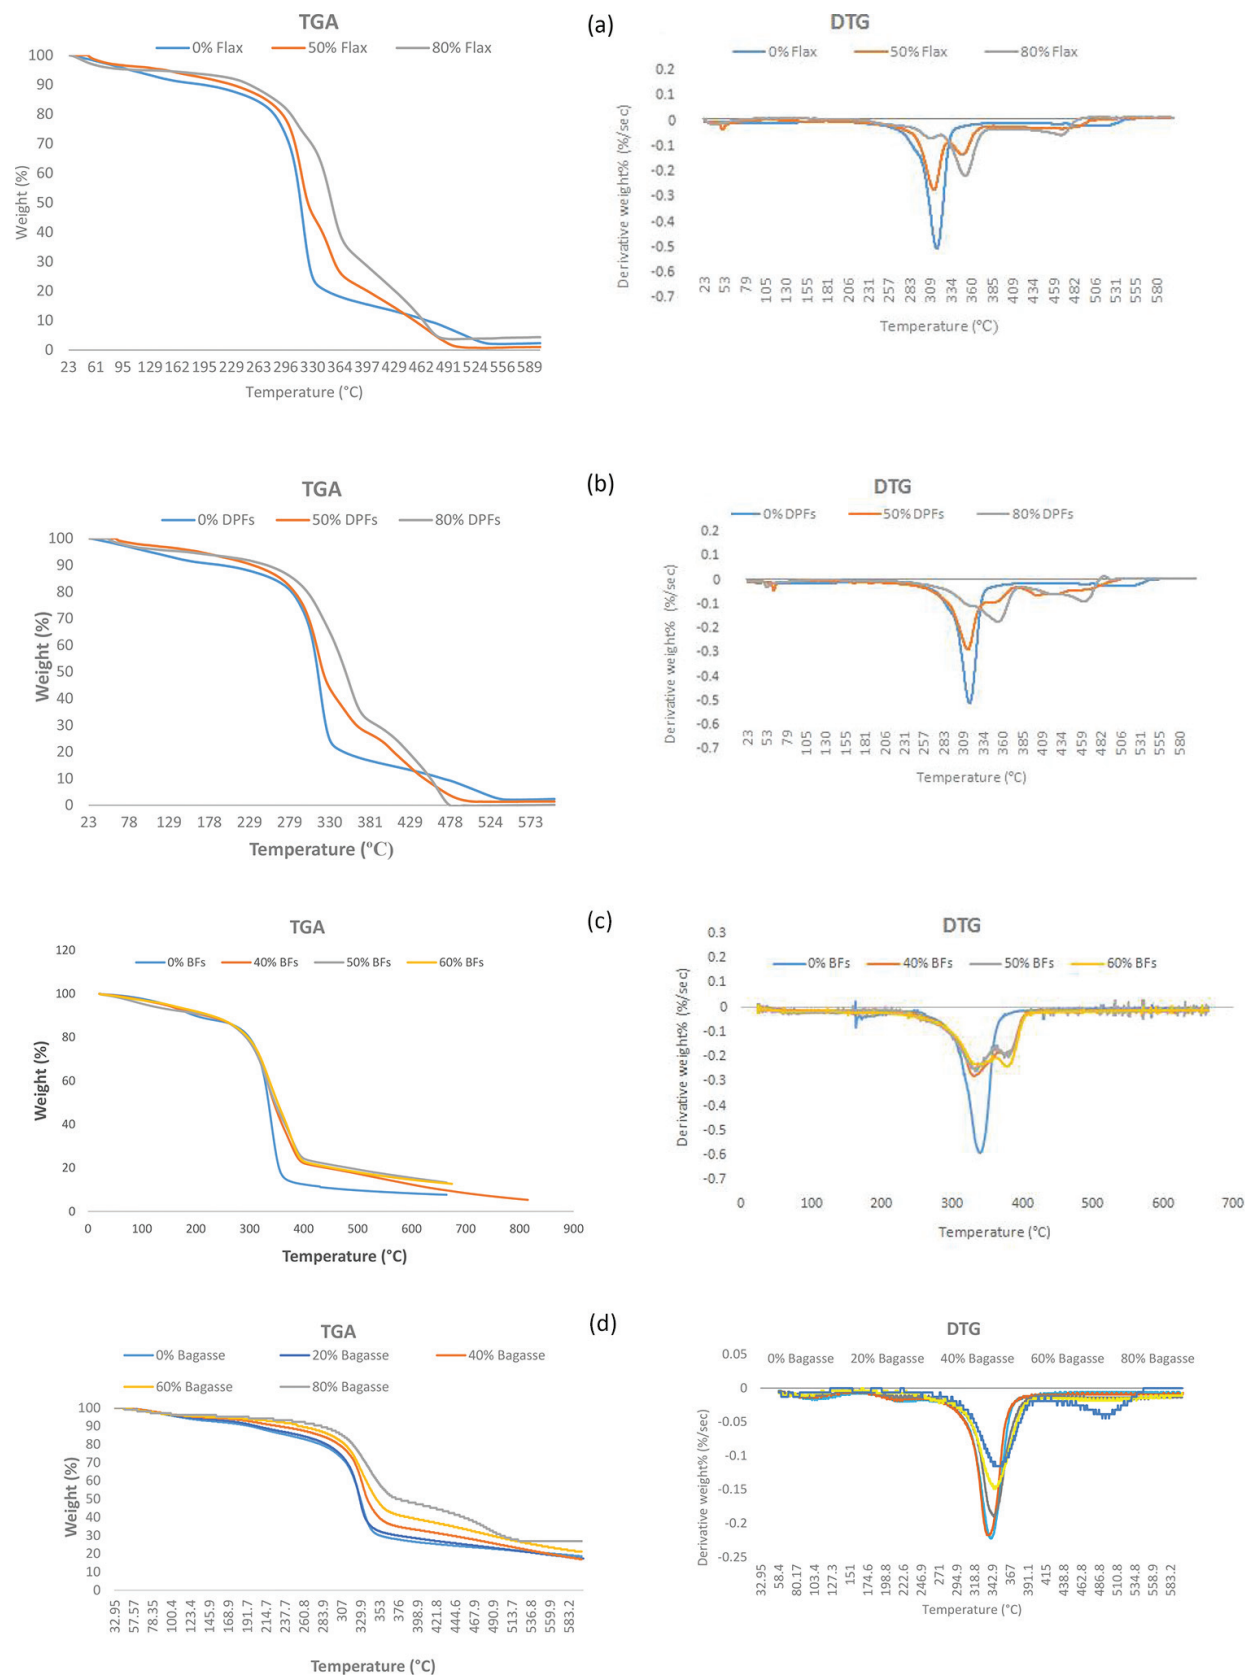 TGA
(a)
DTG
0% Flax 50% Flax 80% Flax
0% Flax 50% Flax 80% Flax
Weight (%)
100
90
80
70
60
50
40
30
20
10
0
23 61 95 129 162 195 229 263 296 330 364 397 429 462 491 524 556 589
Temperature (°C)
Derivative weight% (%/sec)
0.2
0.1
0
-0.1
-0.2
-0.3
-0.4
-0.5
-0.6
-0.7
23 53 79 105 130 155 181 206 231 257 283 309 334 360 385 409 434 459 482 506 531 555 580
Temperature (°C)
TGA
(b)
DTG
0% DPFs 50% DPFs 80% DPFs
0% DPFs 50% DPFs 80% DPFs
Weight (%)
100
90
80
70
60
50
40
30
20
10
0
23 78 129 178 229 279 330 381 429 478 524 573
Temperature (°C)
Derivative weight% (%/sec)
0.2
0.1
0
-0.1
-0.2
-0.3
-0.4
-0.5
-0.6
-0.7
23 53 79 105 130 155 181 206 231 257 283 309 334 360 385 409 434 459 482 506 531 555 580
Temperature (°C)
TGA
(c)
DTG
0% BFs 40% BFs 50% BFs 60% BFs
0% BFs 40% BFs 50% BFs 60% BFs
Weight (%)
120
100
80
60
40
20
0
0 100 200 300 400 500 600 700 800 900
Temperature (°C)
Derivative weight% (%/sec)
0.3
0.2
0.1
0
-0.1
-0.2
-0.3
-0.4
-0.5
-0.6
-0.7
0 100 200 300 400 500 600 700
Temperature (°C)
TGA
(d)
DTG
0% Bagasse 20% Bagasse 40% Bagasse
60% Bagasse 80% Bagasse
0% Bagasse 20% Bagasse 40% Bagasse 60% Bagasse 80% Bagasse
Weight (%)
100
90
80
70
60
50
40
30
20
10
0
32.95 57.57 78.35 100.4 123.4 145.9 168.9 191.7 214.7 237.7 260.8 283.9 307 329.9 353 376 398.9 421.8 444.6 467.9 490.9 513.7 536.8 559.9 583.2
Temperature (°C)
Derivative weight% (%/sec)
0.05
0
-0.05
-0.1
-0.15
-0.2
-0.25
32.95 58.4 80.17 103.4 127.3 151 174.6 198.8 222.6 246.9 271 294.9 318.8 342.9 367 391.1 415 438.8 462.8 486.8 510.8 534.8 558.9 583.2
Temperature (°C)